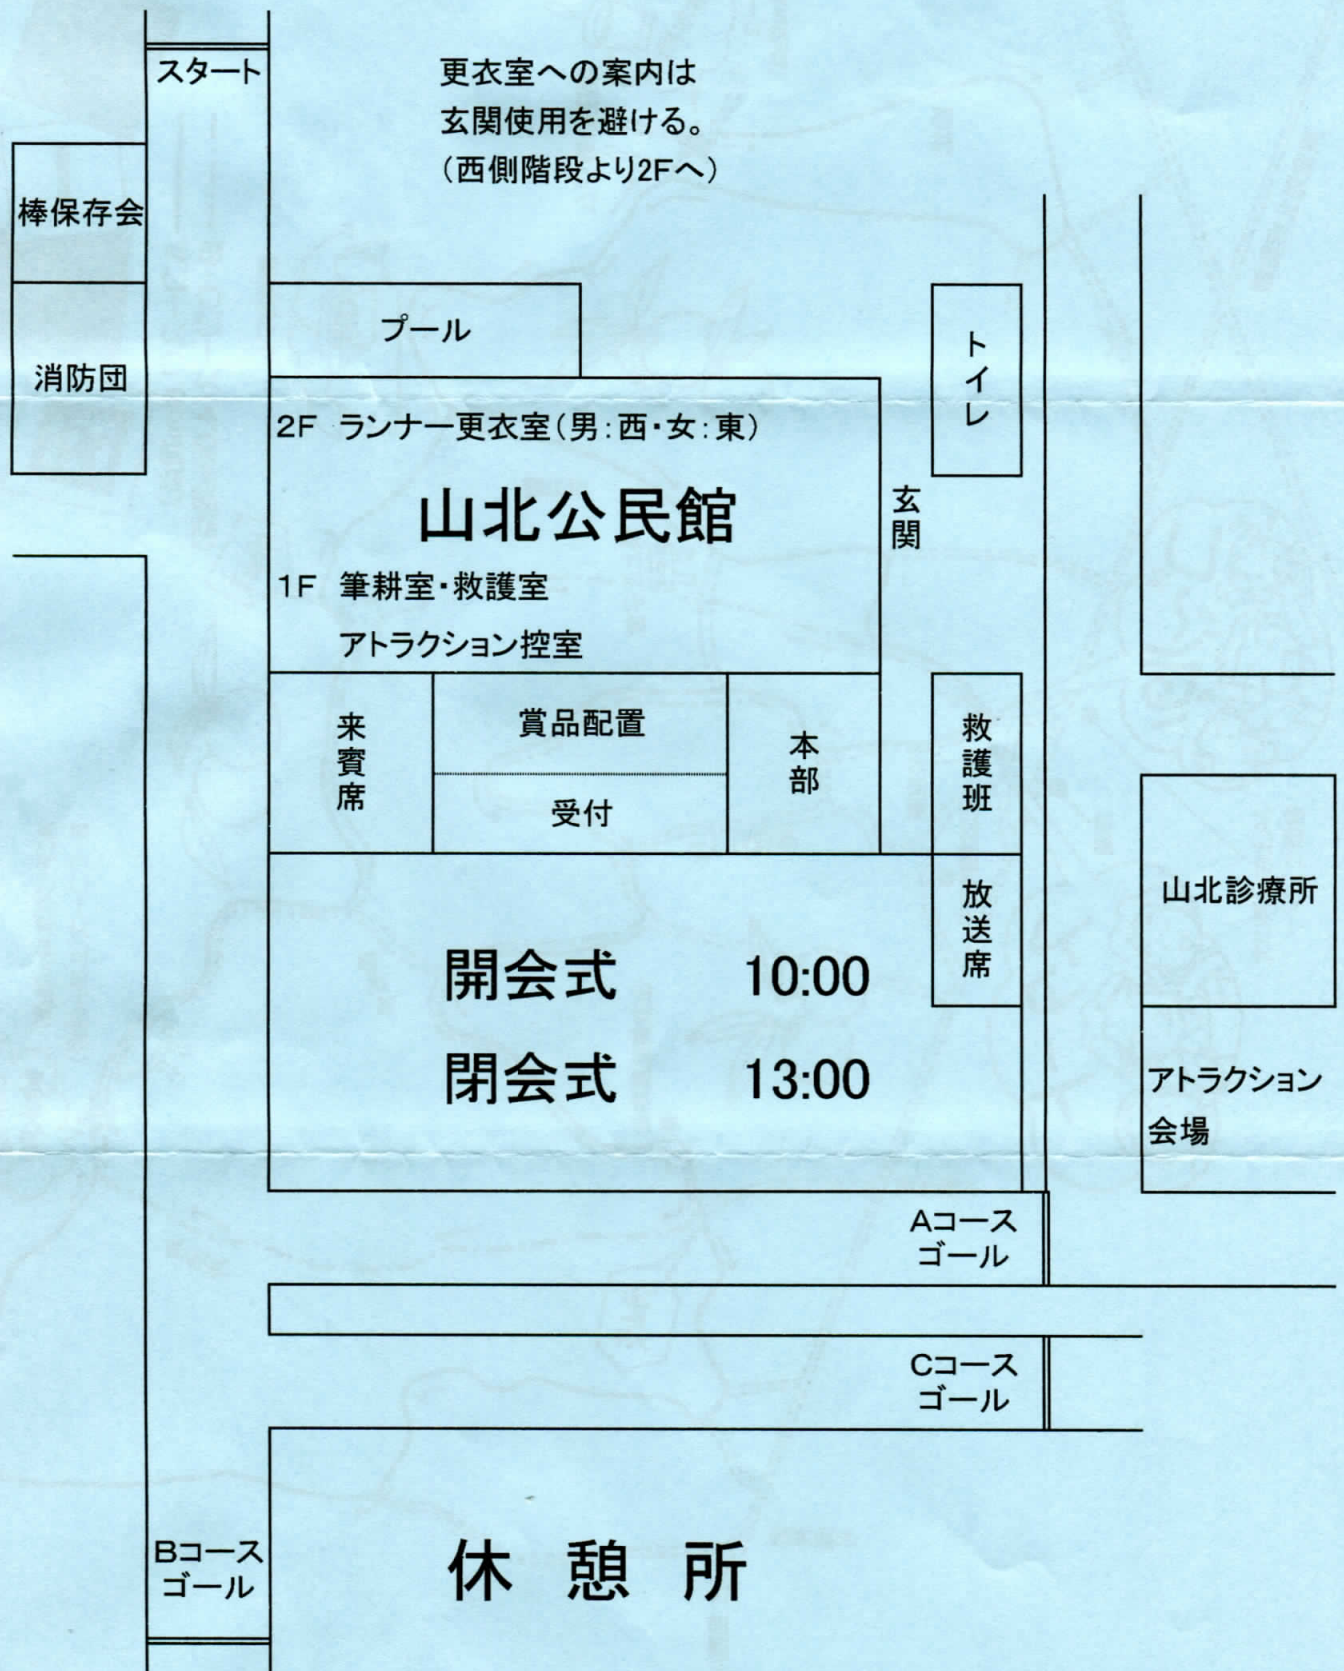 スタート
更衣室への案内は
玄関使用を避ける。
(西側階段より2Fへ)
棒保存会
消防団
プール
トイレ
2F ランナー更衣室(男:西・女:東)
山北公民館
玄関
1F 筆耕室・救護室
アトラクション控室
来賓席
賞品配置
受付
本部
救護班
放送席
山北診療所
開会式 10:00
閉会式 13:00
アトラクション
会場
Aコース
ゴール
Cコース
ゴール
Bコース
ゴール
休憩所